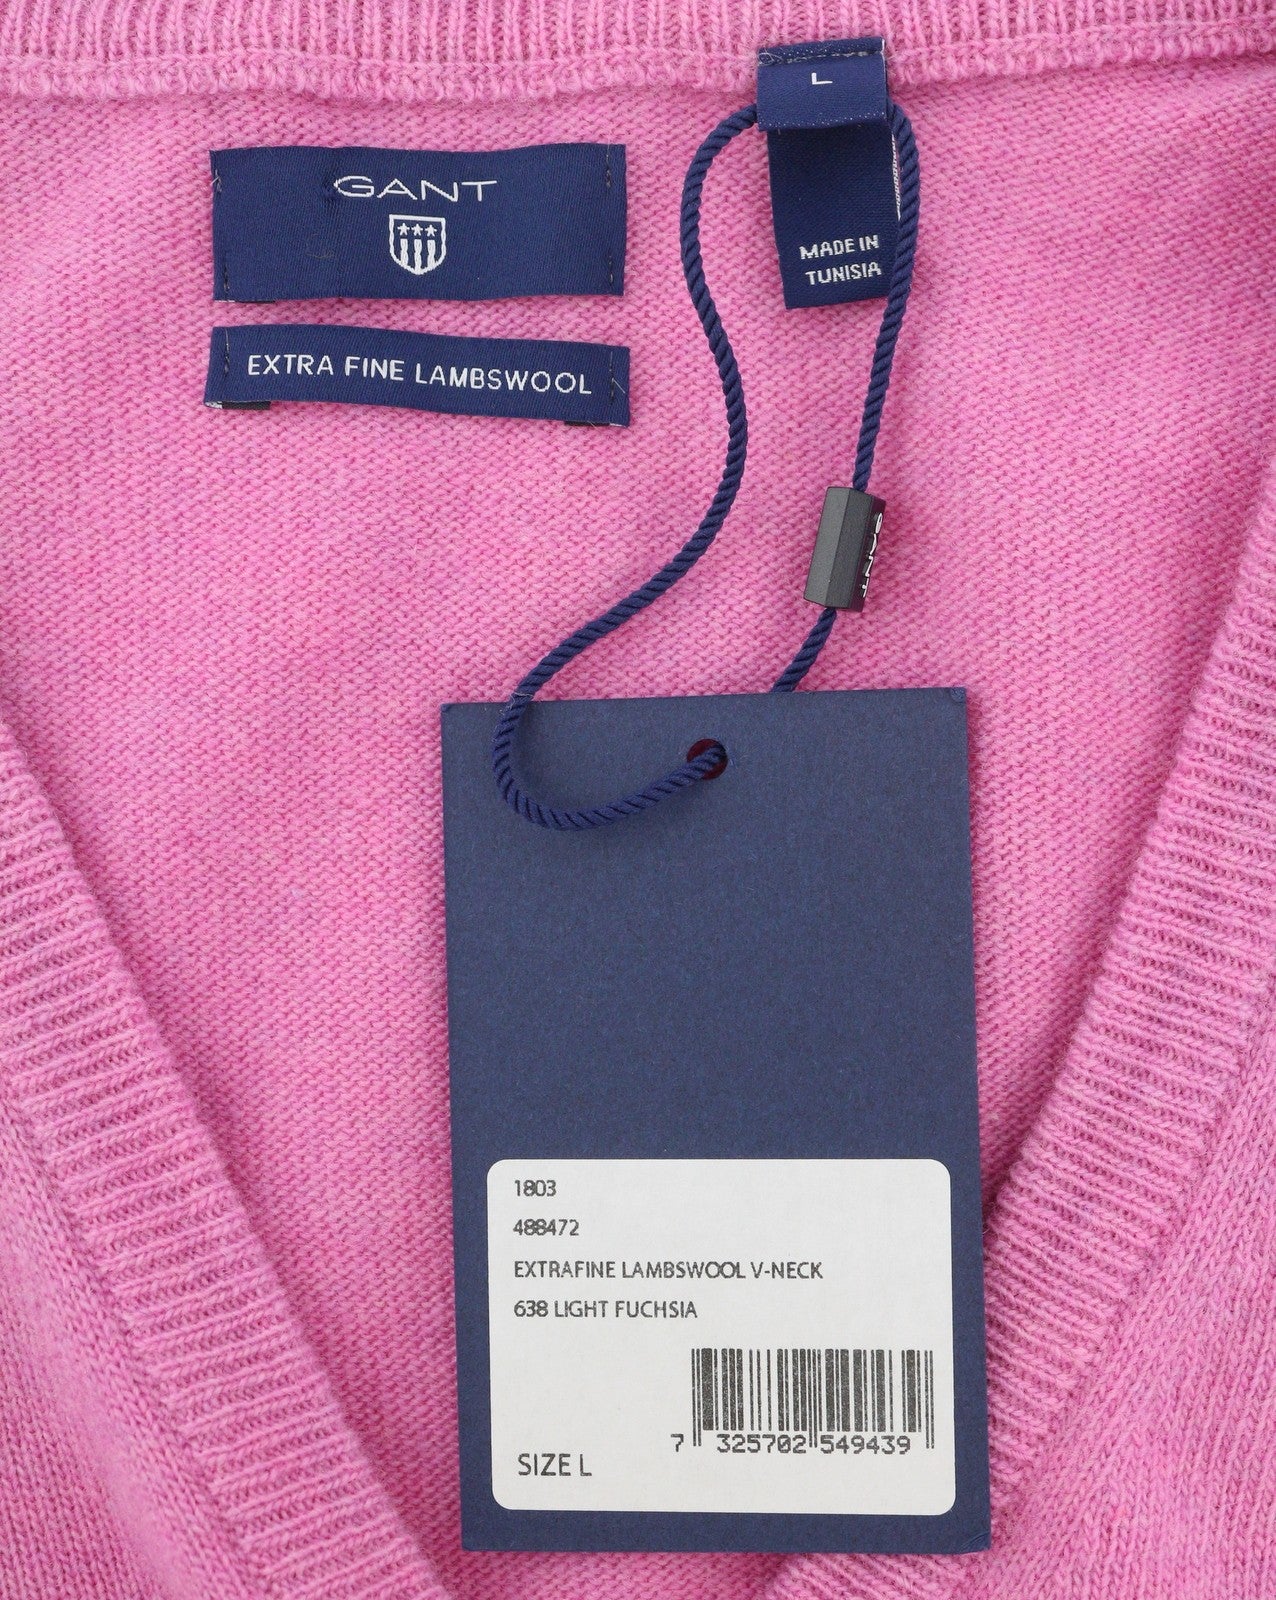 L
GANT
MADE IN
TUNISIA
EXTRA FINE LAMBSWOOL
GANT
1803
488472
EXTRAFINE LAMBSWOOL V-NECK
638 LIGHT FUCHSIA
7 325702 549439
SIZE L